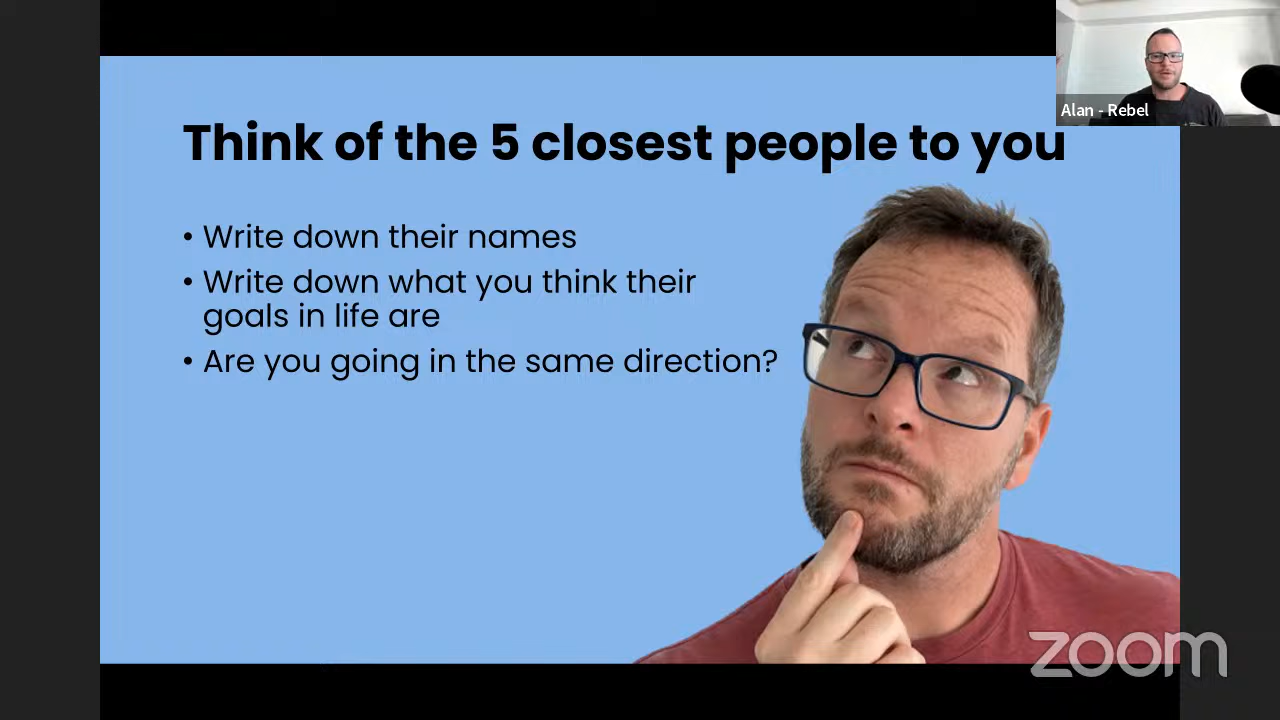 Alan - Rebel
Think of the 5 closest people to you
• Write down their names
• Write down what you think their
goals in life are
• Are you going in the same direction?
zoom